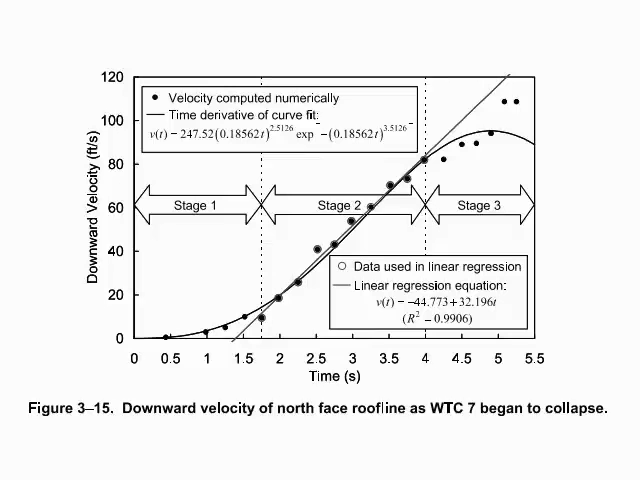 120
100
80
60
40
20
0
Downward Velocity (ft/s)
Velocity computed numerically
Time derivative of curve fit:
v(t) = 247.52(0.18562t)^2.5126 exp⁻−(0.18562t)^3.5126⁻
Stage 1
Stage 2
Stage 3
Data used in linear regression
Linear regression equation:
v(t) = −44.773+32.196t
(R² − 0.9906)
0 0.5 1 1.5 2 2.5 3 3.5 4 4.5 5 5.5
Time (s)
Figure 3–15. Downward velocity of north face roofline as WTC 7 began to collapse.